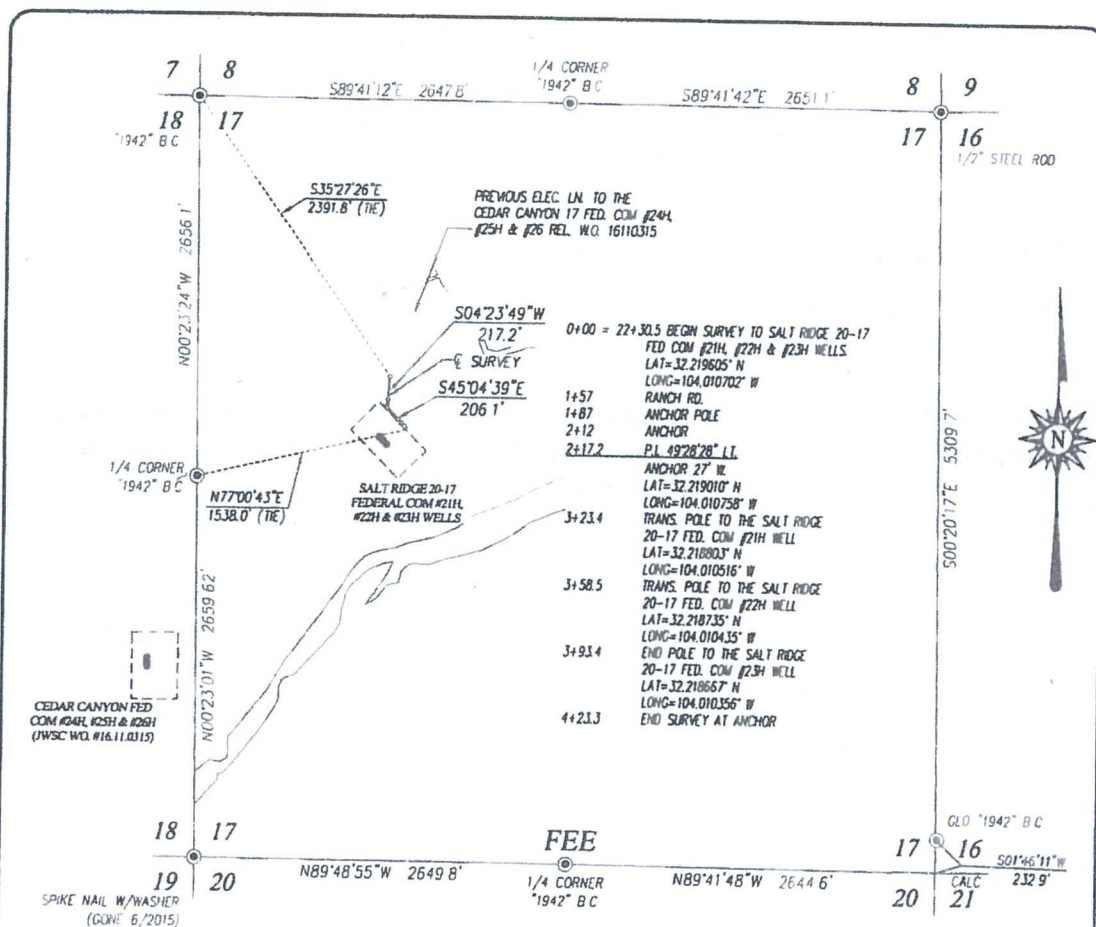 7 8
18 17
"1942" B C
S89°41'12"E 2647 8'
1/4 CORNER
"1942" B C
S89°41'42"E 2651 1'
8 9
17 16
1/2" STEEL ROD
S35°27'26"E
2391.8' (TIE)
N00°23'24"W 2656 1'
PREVIOUS ELEC. LN. TO THE
CEDAR CANYON 17 FED. COM #24H,
#25H & #26 REL. W.O. 16110315
S04°23'49"W
217.2'
℄ SURVEY
S45°04'39"E
206 1'
0+00 = 22+30.5 BEGIN SURVEY TO SALT RIDGE 20-17
FED COM #21H, #22H & #23H WELLS.
LAT=32.219605° N
LONG=104.010702° W
1+57 RANCH RD.
1+87 ANCHOR POLE
2+12 ANCHOR
2+17.2 P.I. 49°28'28" LT.
ANCHOR 27' W.
LAT=32.219010° N
LONG=104.010758° W
3+23.4 TRANS. POLE TO THE SALT RIDGE
20-17 FED. COM #21H WELL
LAT=32.218803° N
LONG=104.010516° W
3+58.5 TRANS. POLE TO THE SALT RIDGE
20-17 FED. COM #22H WELL
LAT=32.218735° N
LONG=104.010435° W
3+93.4 END POLE TO THE SALT RIDGE
20-17 FED. COM #23H WELL
LAT=32.218667° N
LONG=104.010356° W
4+23.3 END SURVEY AT ANCHOR
S00°20'17"E 5309 7'
N
1/4 CORNER
"1942" B C
N77°00'43"E
1538.0' (TIE)
SALT RIDGE 20-17
FEDERAL COM #21H,
#22H & #23H WELLS
N00°23'01"W 2659 62'
CEDAR CANYON FED
COM #24H, #25H & #26H
(JWSC W.O. #16.11.0315)
18 17
19 20
SPIKE NAIL W/WASHER
(GONE 6/2015)
N89°48'55"W 2649 8'
FEE
1/4 CORNER
"1942" B C
N89°41'48"W 2644 6'
GLO "1942" B C
17 16
S01°46'11"W
232 9'
CALC
20 21